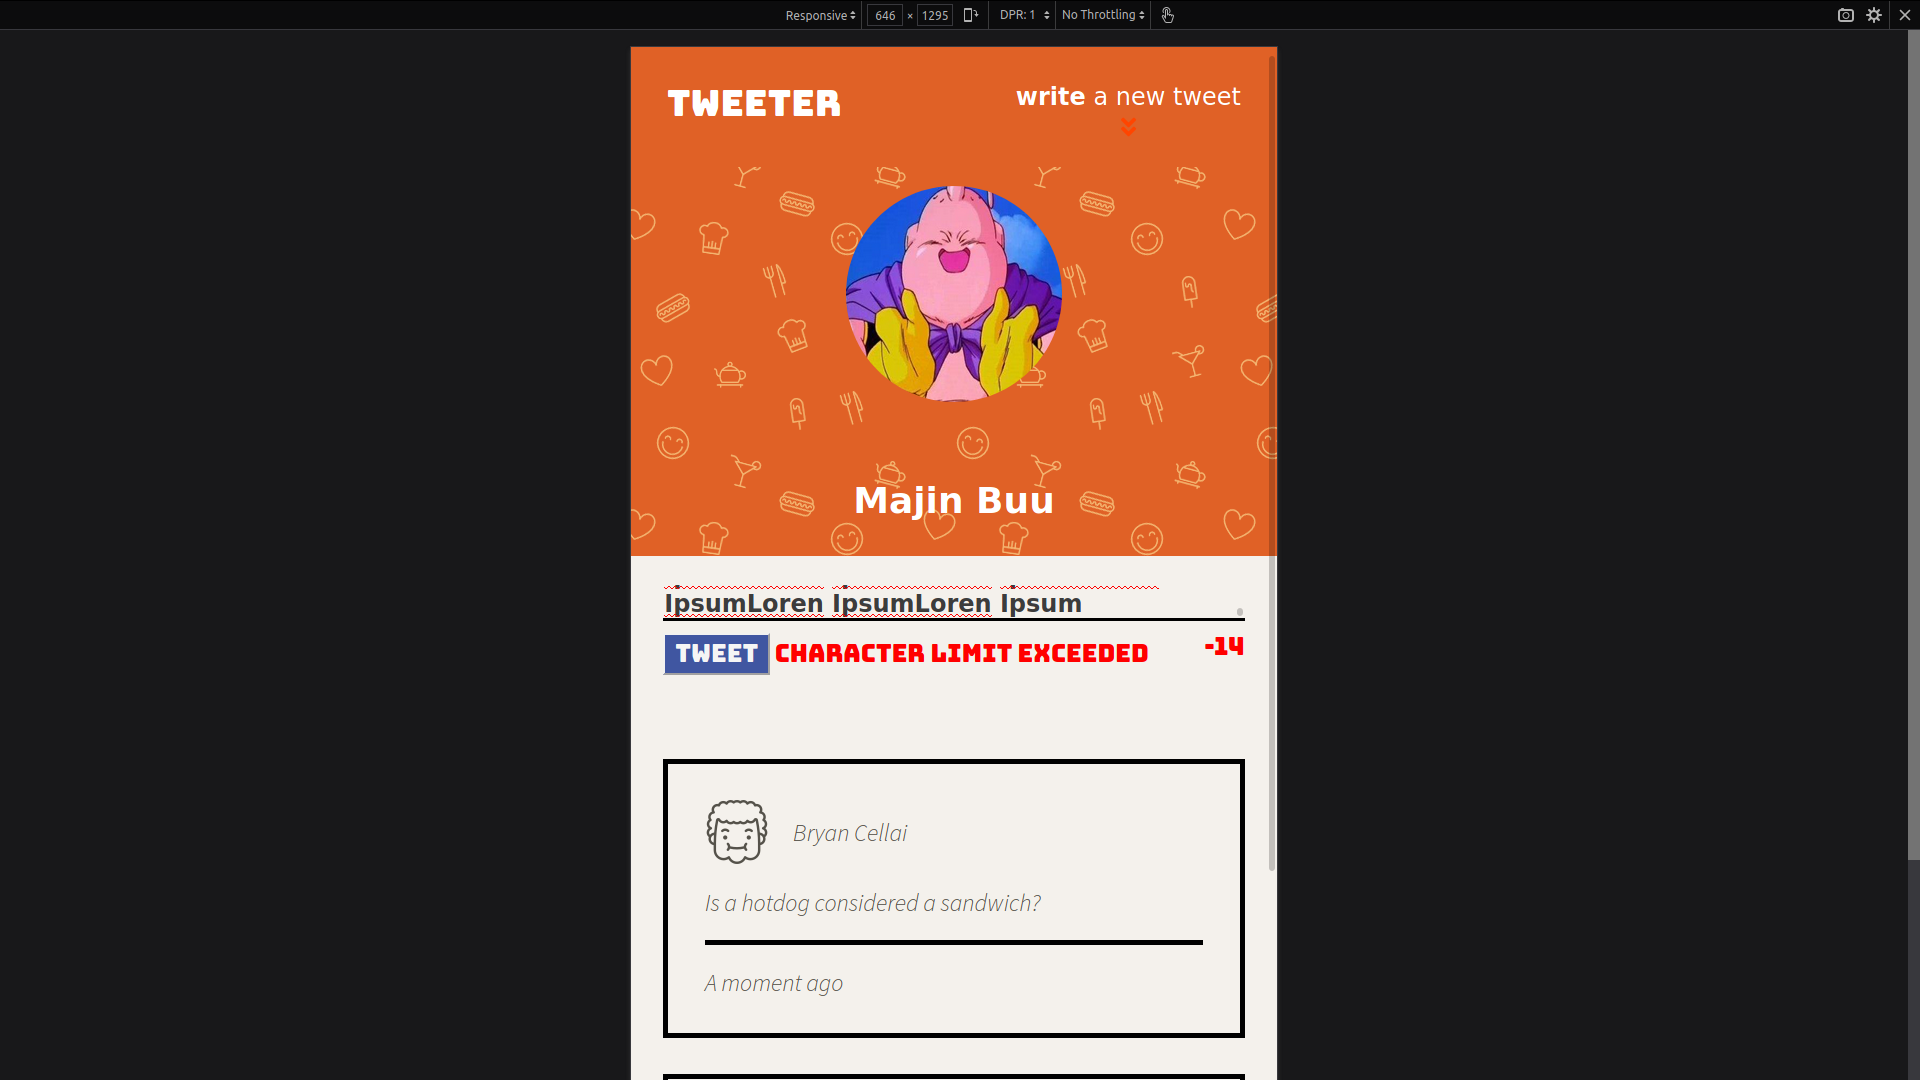 Responsive 646 × 1295 DPR: 1 No Throttling
TWEETER
write a new tweet
Majin Buu
IpsumLoren IpsumLoren Ipsum
TWEET CHARACTER LIMIT EXCEEDED -14
Bryan Cellai
Is a hotdog considered a sandwich?
A moment ago